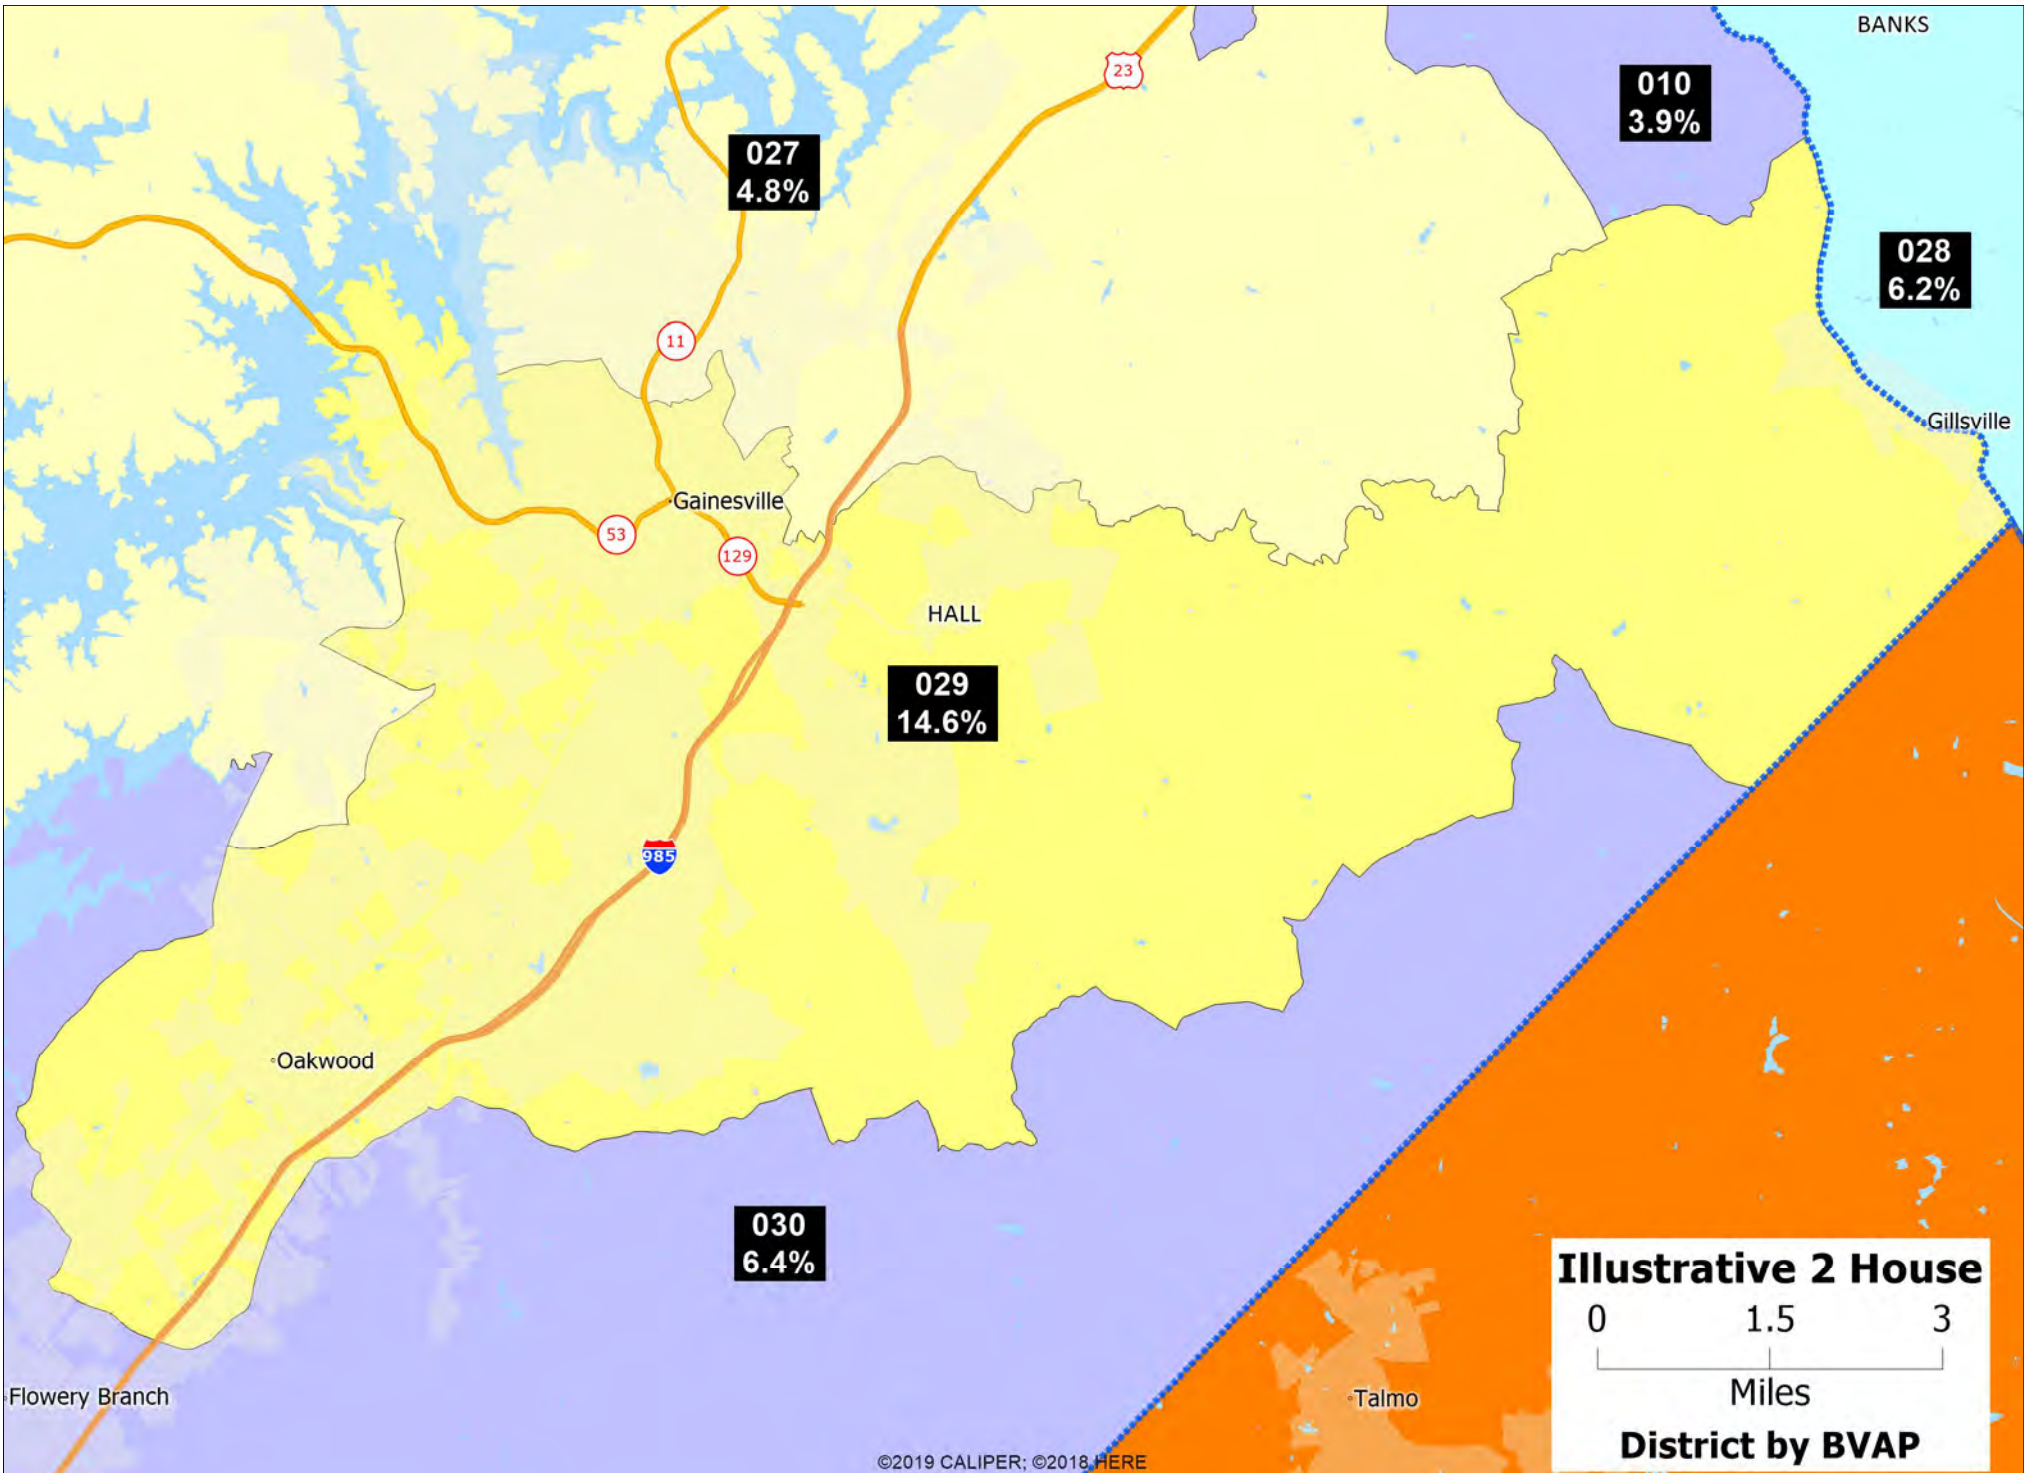 BANKS
23
010
3.9%
027
4.8%
028
6.2%
11
Gillsville
Gainesville
53
129
HALL
029
14.6%
985
Oakwood
030
6.4%
Illustrative 2 House
0 1.5 3
Miles
District by BVAP
Flowery Branch
Talmo
©2019 CALIPER; ©2018 HERE